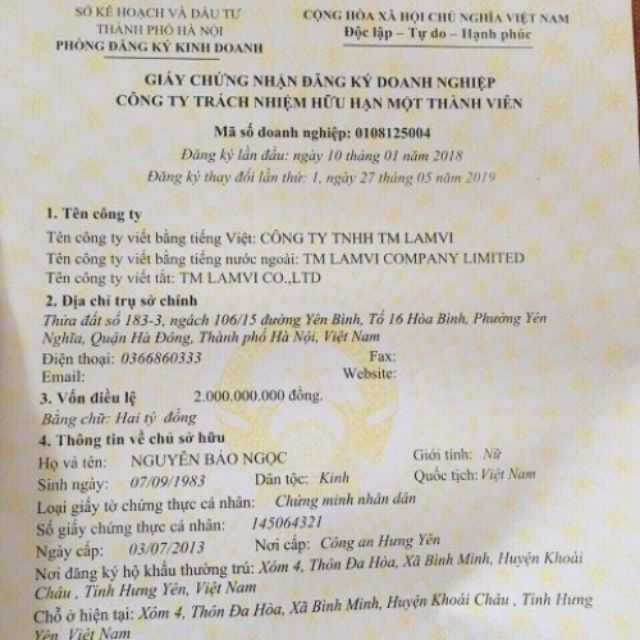 SỞ KẾ HOẠCH VÀ ĐẦU TƯ
THÀNH PHỐ HÀ NỘI
PHÒNG ĐĂNG KÝ KINH DOANH
CỘNG HÒA XÃ HỘI CHỦ NGHĨA VIỆT NAM
Độc lập – Tự do – Hạnh phúc
GIẤY CHỨNG NHẬN ĐĂNG KÝ DOANH NGHIỆP
CÔNG TY TRÁCH NHIỆM HỮU HẠN MỘT THÀNH VIÊN
Mã số doanh nghiệp: 0108125004
Đăng ký lần đầu: ngày 10 tháng 01 năm 2018
Đăng ký thay đổi lần thứ: 1, ngày 27 tháng 05 năm 2019
1. Tên công ty
Tên công ty viết bằng tiếng Việt: CÔNG TY TNHH TM LAMVI
Tên công ty viết bằng tiếng nước ngoài: TM LAMVI COMPANY LIMITED
Tên công ty viết tắt: TM LAMVI CO.,LTD
2. Địa chỉ trụ sở chính
Thửa đất số 183-3, ngách 106/15 đường Yên Bình, Tổ 16 Hòa Bình, Phường Yên
Nghĩa, Quận Hà Đông, Thành phố Hà Nội, Việt Nam
Điện thoại: 0366860333 Fax:
Email: Website:
3. Vốn điều lệ 2.000.000.000 đồng.
Bằng chữ: Hai tỷ đồng
4. Thông tin về chủ sở hữu
Họ và tên: NGUYỄN BẢO NGỌC Giới tính: Nữ
Sinh ngày: 07/09/1983 Dân tộc: Kinh Quốc tịch: Việt Nam
Loại giấy tờ chứng thực cá nhân: Chứng minh nhân dân
Số giấy chứng thực cá nhân: 145064321
Ngày cấp: 03/07/2013 Nơi cấp: Công an Hưng Yên
Nơi đăng ký hộ khẩu thường trú: Xóm 4, Thôn Đa Hòa, Xã Bình Minh, Huyện Khoái
Châu , Tỉnh Hưng Yên, Việt Nam
Chỗ ở hiện tại: Xóm 4, Thôn Đa Hòa, Xã Bình Minh, Huyện Khoái Châu , Tỉnh Hưng
Yên, Việt Nam